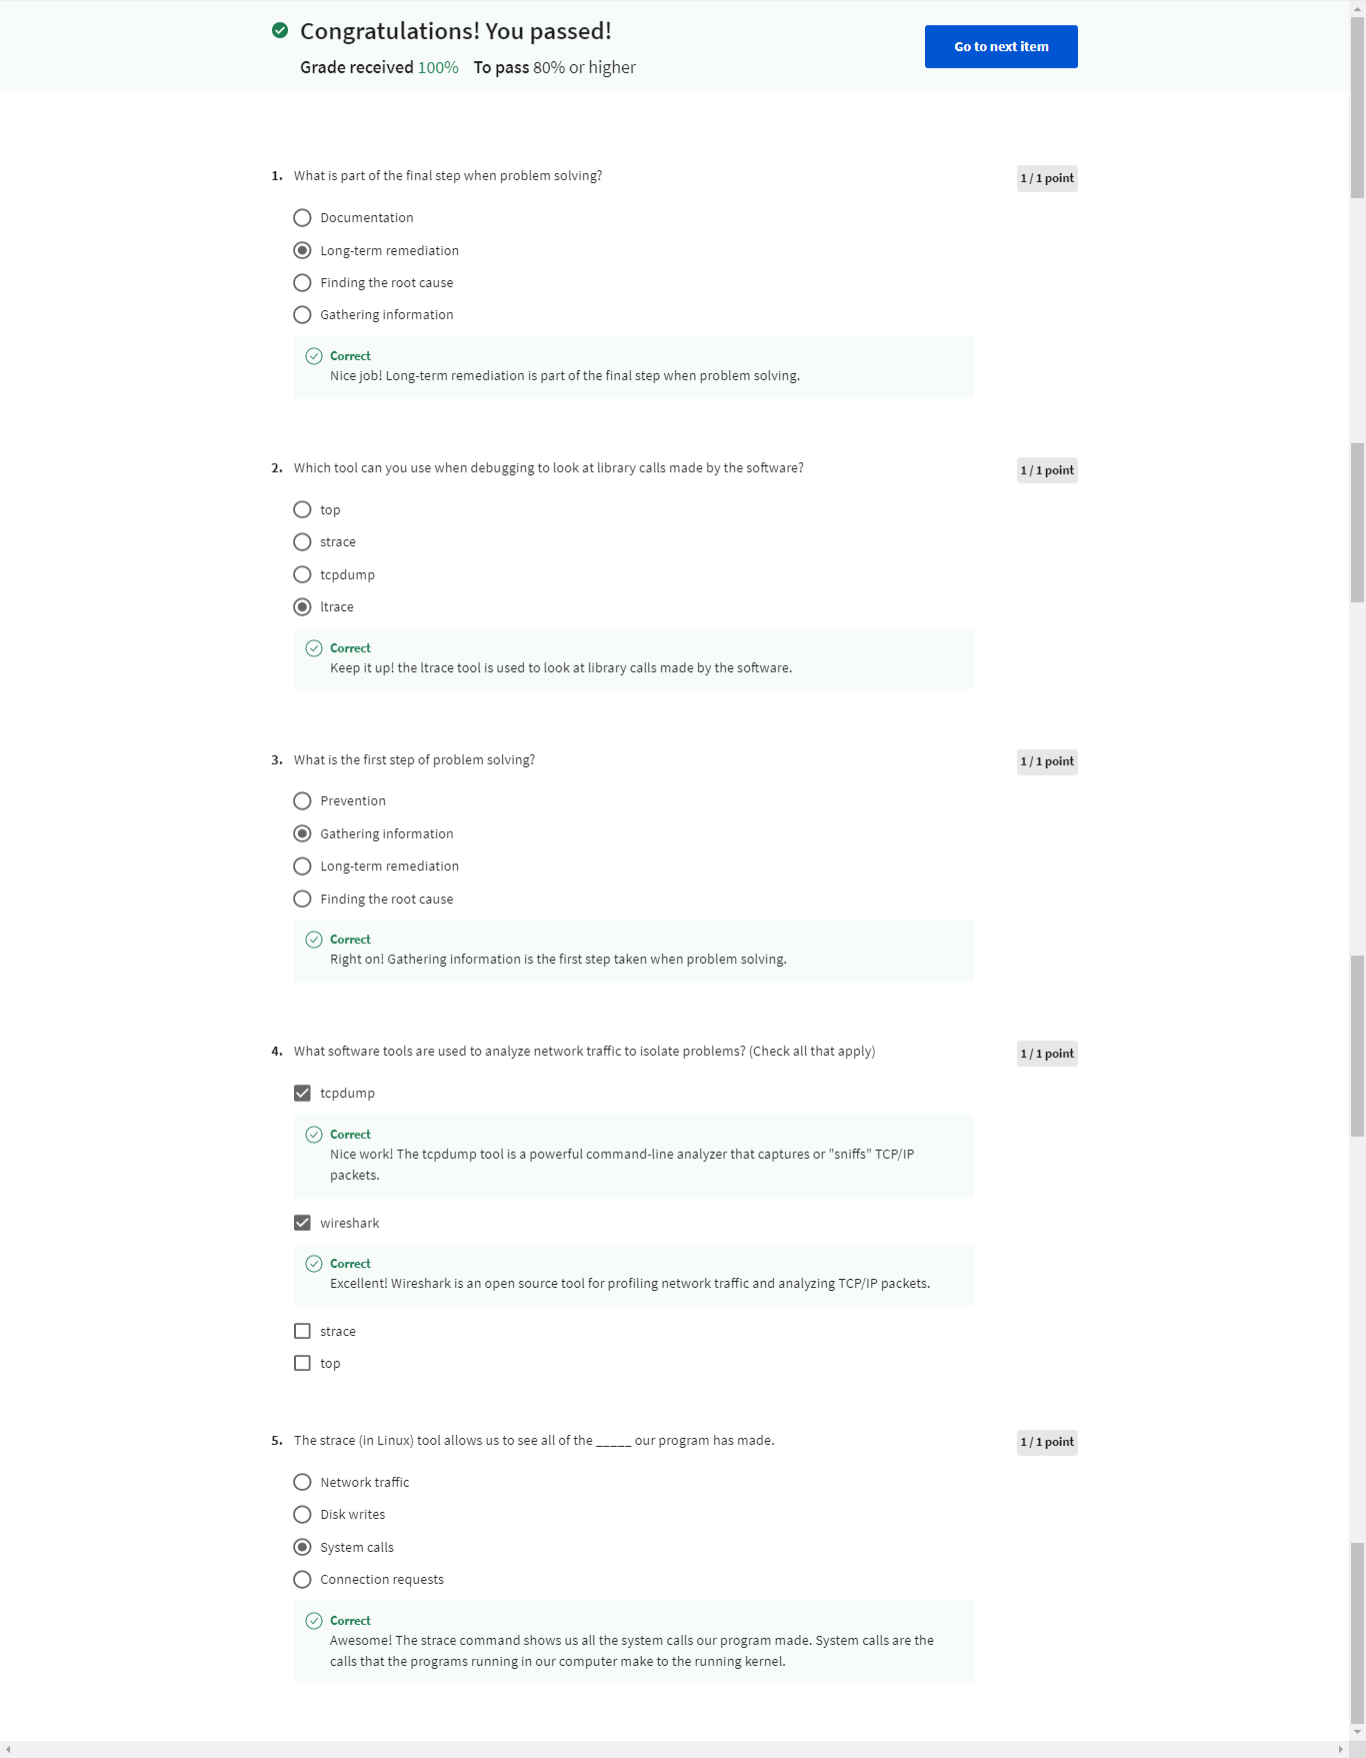 Congratulations! You passed!
Grade received 100% To pass 80% or higher
Go to next item
1. What is part of the final step when problem solving?
1 / 1 point
Documentation
Long-term remediation
Finding the root cause
Gathering information
Correct
Nice job! Long-term remediation is part of the final step when problem solving.
2. Which tool can you use when debugging to look at library calls made by the software?
1 / 1 point
top
strace
tcpdump
ltrace
Correct
Keep it up! the ltrace tool is used to look at library calls made by the software.
3. What is the first step of problem solving?
1 / 1 point
Prevention
Gathering information
Long-term remediation
Finding the root cause
Correct
Right on! Gathering information is the first step taken when problem solving.
4. What software tools are used to analyze network traffic to isolate problems? (Check all that apply)
1 / 1 point
tcpdump
Correct
Nice work! The tcpdump tool is a powerful command-line analyzer that captures or "sniffs" TCP/IP
packets.
wireshark
Correct
Excellent! Wireshark is an open source tool for profiling network traffic and analyzing TCP/IP packets.
strace
top
5. The strace (in Linux) tool allows us to see all of the _____ our program has made.
1 / 1 point
Network traffic
Disk writes
System calls
Connection requests
Correct
Awesome! The strace command shows us all the system calls our program made. System calls are the
calls that the programs running in our computer make to the running kernel.